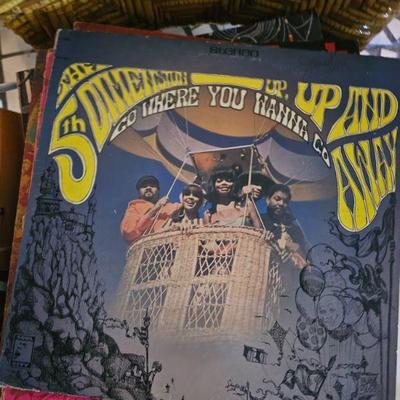 STEREO
THE
5TH DIMENSION
UP, UP AND
AWAY
GO WHERE YOU WANNA GO